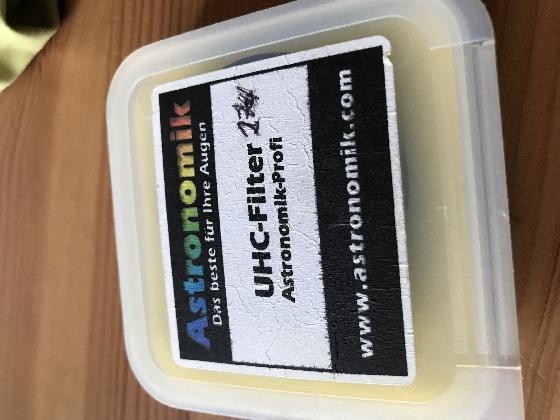 Astronomik
Das beste für Ihre Augen
UHC-Filter
Astronomik-Profi
www.astronomik.com